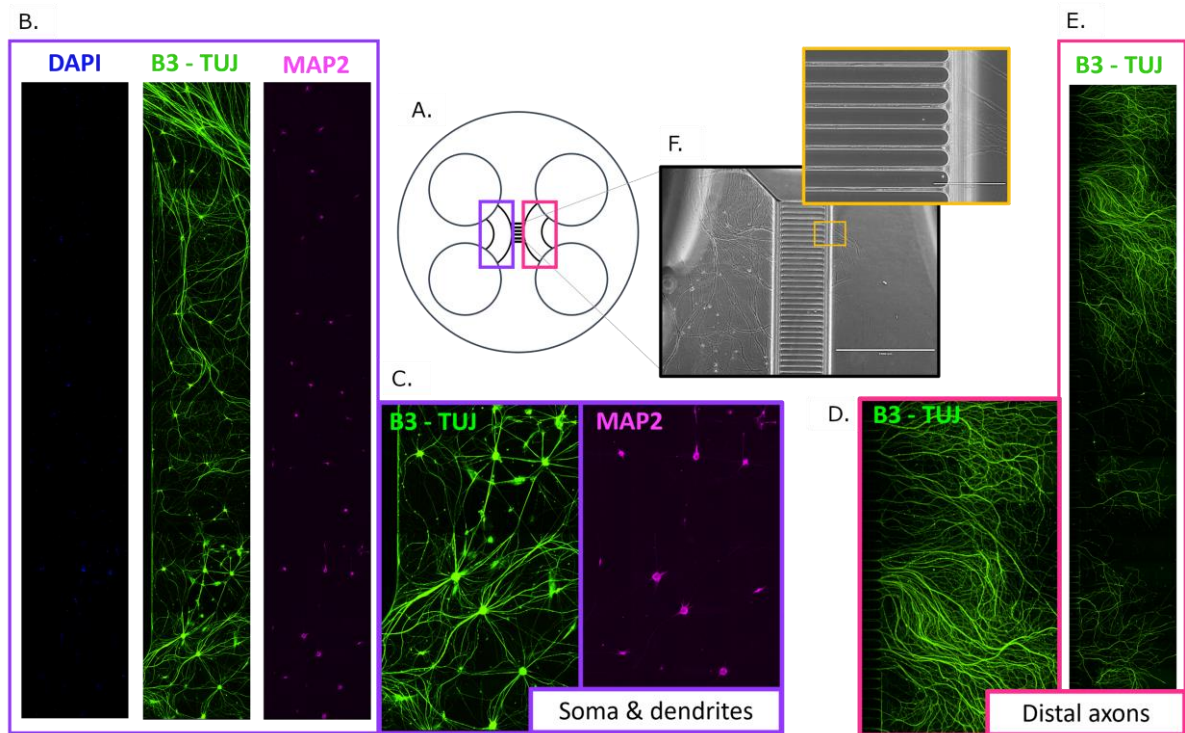 B.
DAPI
B3 - TUJ
MAP2
A.
F.
E.
B3 - TUJ
C.
B3 - TUJ
MAP2
Soma & dendrites
D.
B3 - TUJ
Distal axons